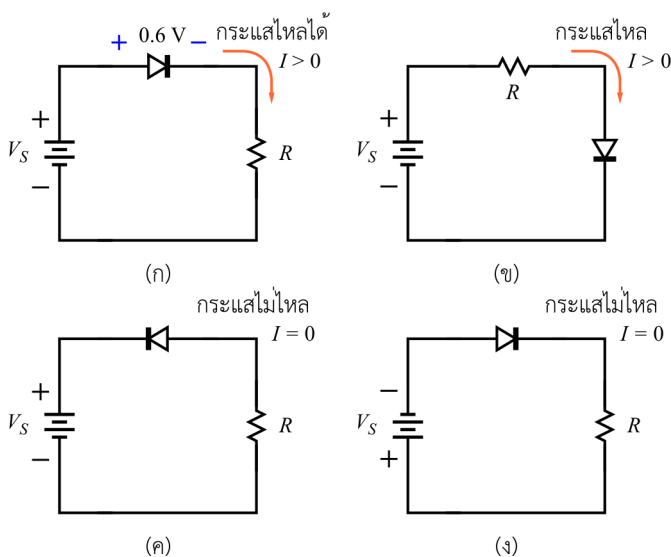 + 0.6 V −
กระแสไหลได้
I > 0
+
V_S
−
R
(ก)
กระแสไหล
I > 0
R
+
V_S
−
(ข)
กระแสไม่ไหล
I = 0
+
V_S
−
R
(ค)
กระแสไม่ไหล
I = 0
−
V_S
+
R
(ง)